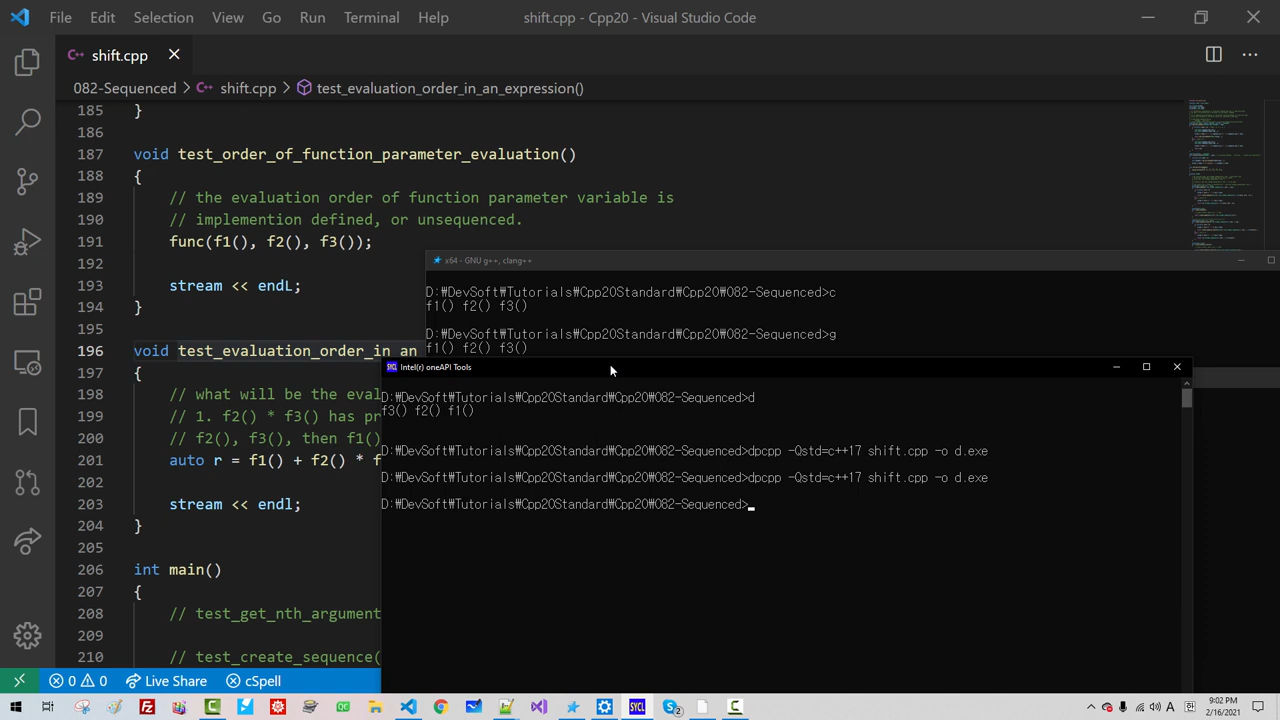 File Edit Selection View Go Run Terminal Help
shift.cpp - Cpp20 - Visual Studio Code
shift.cpp
082-Sequenced > shift.cpp > test_evaluation_order_in_an_expression()
185 }
186
187 void test_order_of_function_parameter_evaluation()
188 {
189 // the evaluation order of function parameter variable is
190 // implemention defined, or unsequenced.
191 func(f1(), f2(), f3());
192
193 stream << endL;
194 }
195
196 void test_evaluation_order_in_an
197 {
198 // what will be the eval
199 // 1. f2() * f3() has pr
200 // f2(), f3(), then f1()
201 auto r = f1() + f2() * f
202
203 stream << endl;
204 }
205
206 int main()
207 {
208 // test_get_nth_argument
209
210 // test_create_sequence(
x64 - GNU g++, clang++
D:₩DevSoft₩Tutorials₩Cpp20Standard₩Cpp20₩082-Sequenced>c
f1() f2() f3()
D:₩DevSoft₩Tutorials₩Cpp20Standard₩Cpp20₩082-Sequenced>g
f1() f2() f3()
SYCL Intel(r) oneAPI Tools
D:₩DevSoft₩Tutorials₩Cpp20Standard₩Cpp20₩082-Sequenced>d
f3() f2() f1()
D:₩DevSoft₩Tutorials₩Cpp20Standard₩Cpp20₩082-Sequenced>dpcpp -Qstd=c++17 shift.cpp -o d.exe
D:₩DevSoft₩Tutorials₩Cpp20Standard₩Cpp20₩082-Sequenced>dpcpp -Qstd=c++17 shift.cpp -o d.exe
D:₩DevSoft₩Tutorials₩Cpp20Standard₩Cpp20₩082-Sequenced>
0 0 Live Share cSpell
SYCL 2 A 한 9:02 PM
2/16/2021